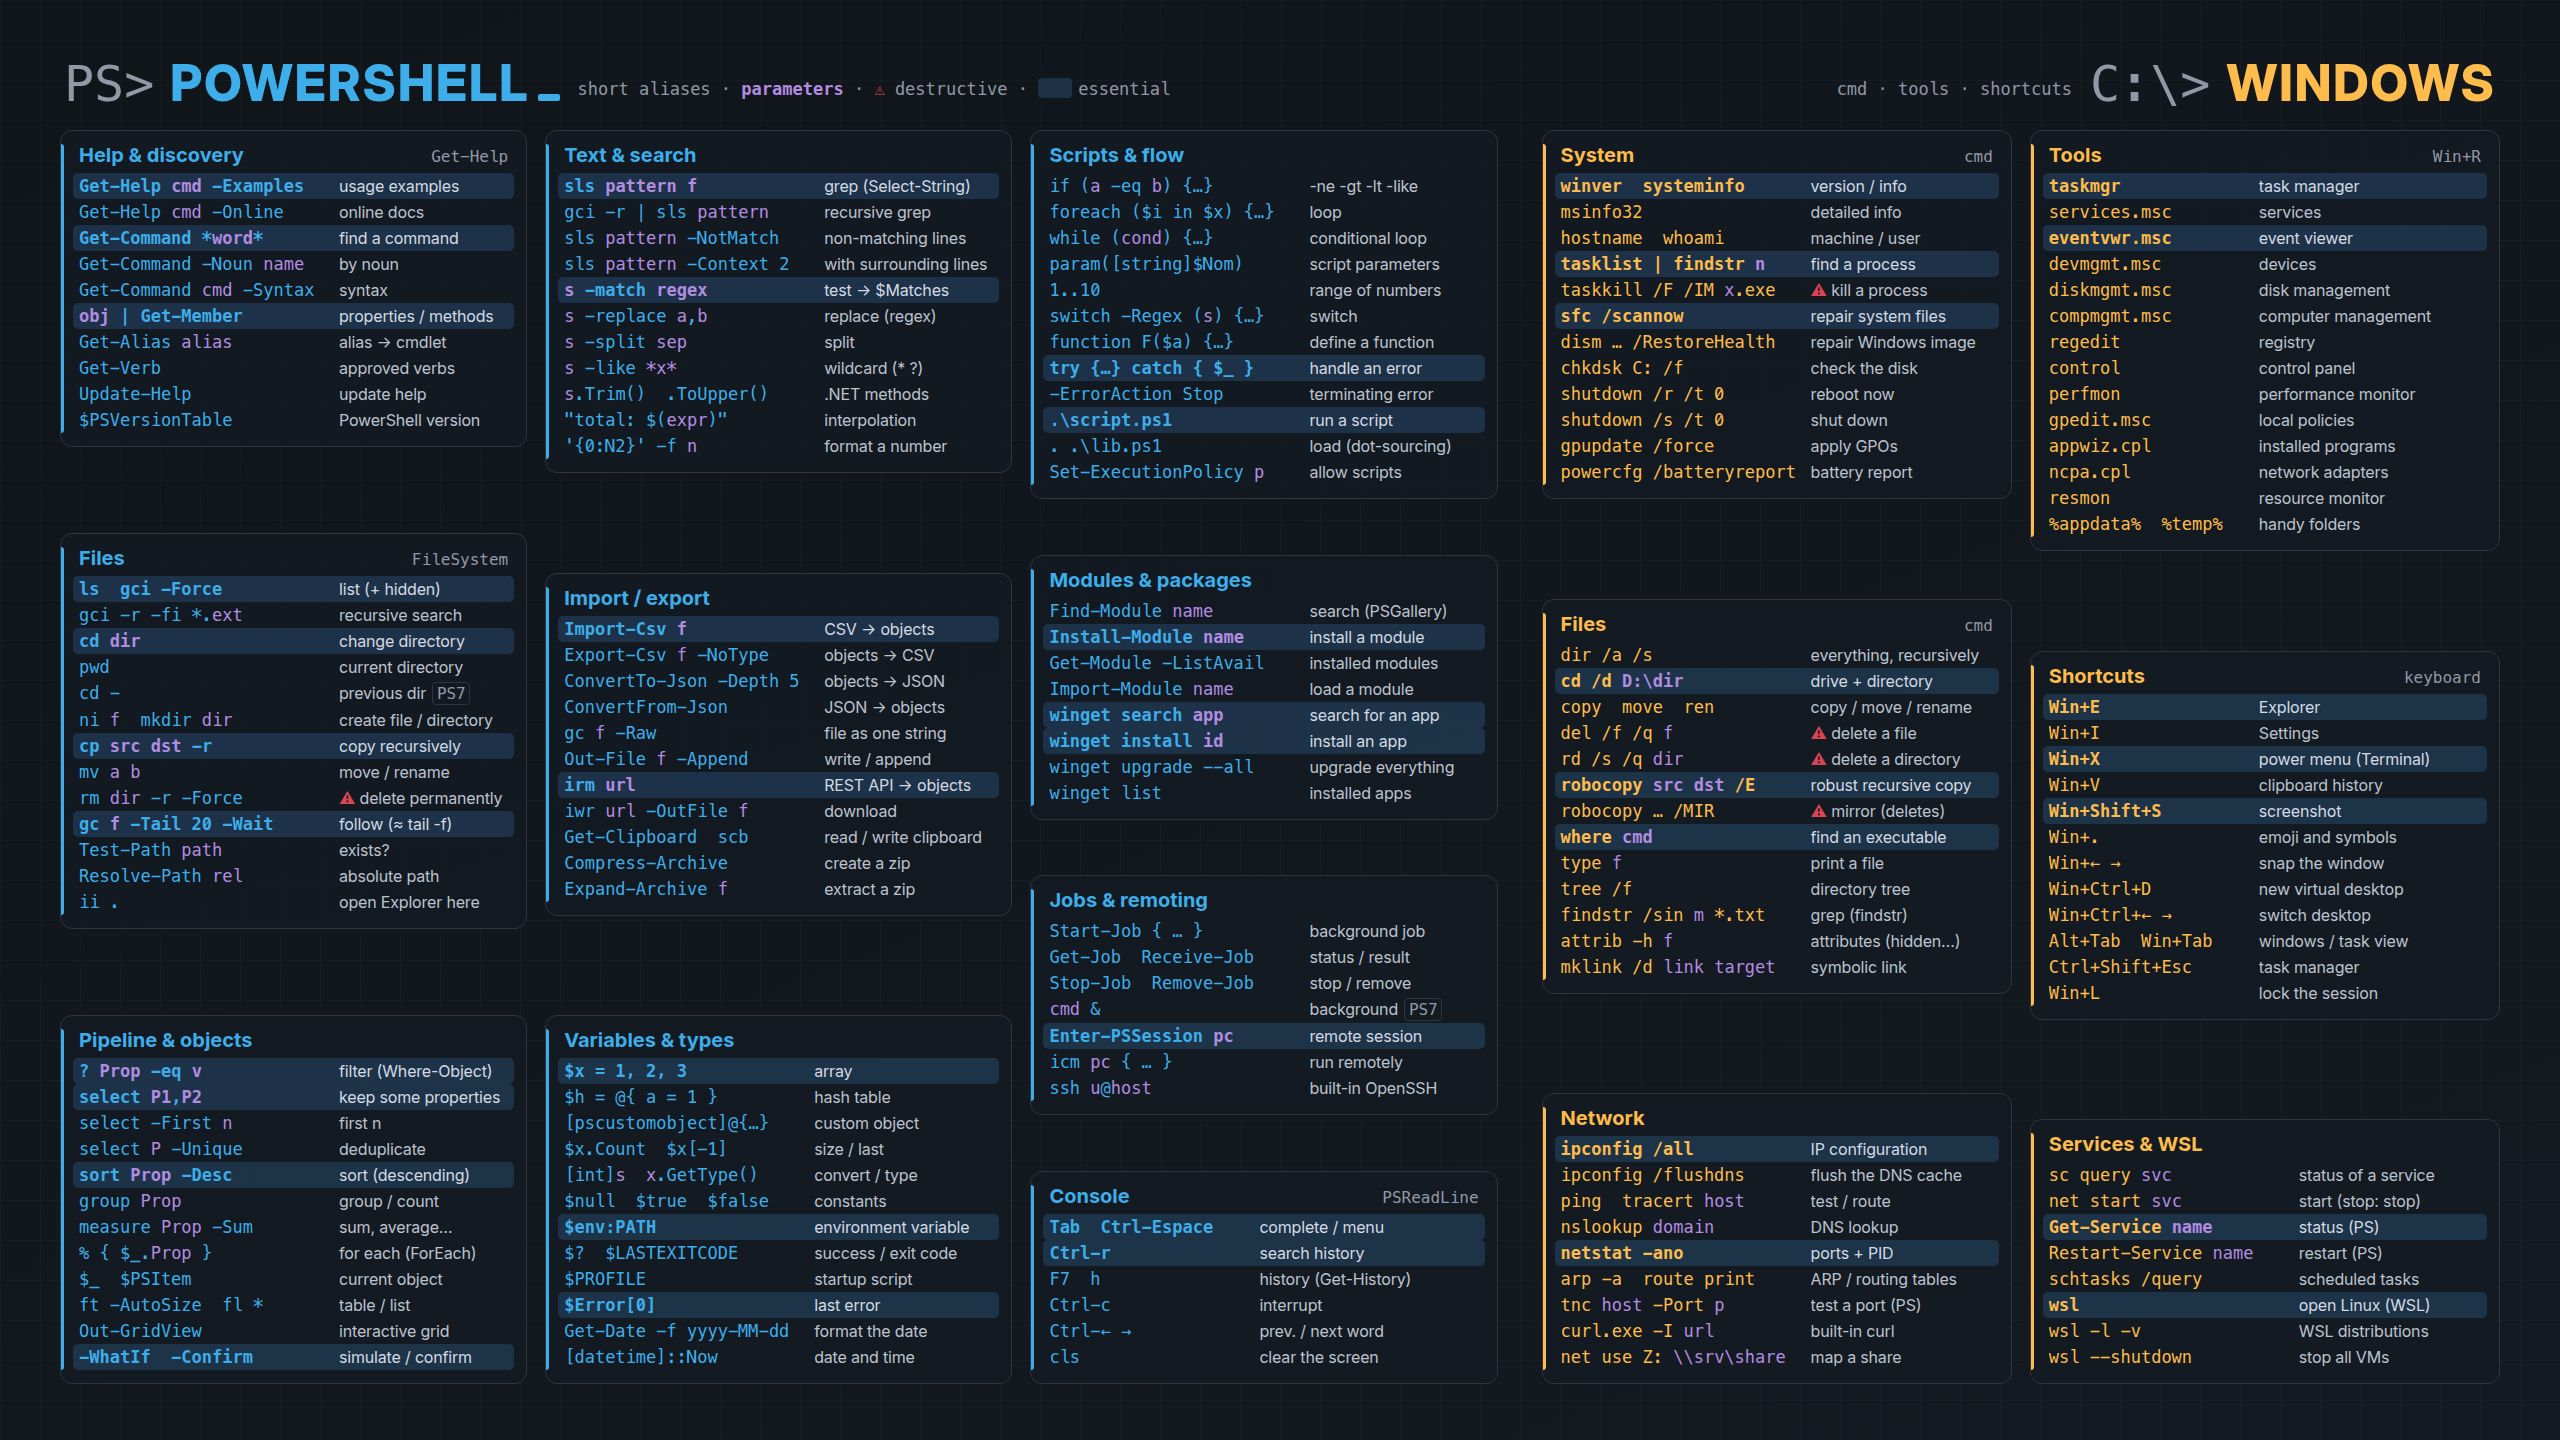 PS> POWERSHELL_ short aliases · parameters · ⚠ destructive · essential
cmd · tools · shortcuts C:\> WINDOWS
Help & discovery Get-Help
Get-Help cmd -Examples usage examples
Get-Help cmd -Online online docs
Get-Command *word* find a command
Get-Command -Noun name by noun
Get-Command cmd -Syntax syntax
obj | Get-Member properties / methods
Get-Alias alias alias → cmdlet
Get-Verb approved verbs
Update-Help update help
$PSVersionTable PowerShell version
Files FileSystem
ls gci -Force list (+ hidden)
gci -r -fi *.ext recursive search
cd dir change directory
pwd current directory
cd - previous dir PS7
ni f mkdir dir create file / directory
cp src dst -r copy recursively
mv a b move / rename
rm dir -r -Force ⚠ delete permanently
gc f -Tail 20 -Wait follow (≈ tail -f)
Test-Path path exists?
Resolve-Path rel absolute path
ii . open Explorer here
Pipeline & objects
? Prop -eq v filter (Where-Object)
select P1,P2 keep some properties
select -First n first n
select P -Unique deduplicate
sort Prop -Desc sort (descending)
group Prop group / count
measure Prop -Sum sum, average...
% { $_.Prop } for each (ForEach)
$_ $PSItem current object
ft -AutoSize fl * table / list
Out-GridView interactive grid
-WhatIf -Confirm simulate / confirm
Text & search
sls pattern f grep (Select-String)
gci -r | sls pattern recursive grep
sls pattern -NotMatch non-matching lines
sls pattern -Context 2 with surrounding lines
s -match regex test → $Matches
s -replace a,b replace (regex)
s -split sep split
s -like *x* wildcard (* ?)
s.Trim() .ToUpper() .NET methods
"total: $(expr)" interpolation
'{0:N2}' -f n format a number
Import / export
Import-Csv f CSV → objects
Export-Csv f -NoType objects → CSV
ConvertTo-Json -Depth 5 objects → JSON
ConvertFrom-Json JSON → objects
gc f -Raw file as one string
Out-File f -Append write / append
irm url REST API → objects
iwr url -OutFile f download
Get-Clipboard scb read / write clipboard
Compress-Archive create a zip
Expand-Archive f extract a zip
Variables & types
$x = 1, 2, 3 array
$h = @{ a = 1 } hash table
[pscustomobject]@{…} custom object
$x.Count $x[-1] size / last
[int]s x.GetType() convert / type
$null $true $false constants
$env:PATH environment variable
$? $LASTEXITCODE success / exit code
$PROFILE startup script
$Error[0] last error
Get-Date -f yyyy-MM-dd format the date
[datetime]::Now date and time
Scripts & flow
if (a -eq b) {…} -ne -gt -lt -like
foreach ($i in $x) {…} loop
while (cond) {…} conditional loop
param([string]$Nom) script parameters
1..10 range of numbers
switch -Regex (s) {…} switch
function F($a) {…} define a function
try {…} catch { $_ } handle an error
-ErrorAction Stop terminating error
.\script.ps1 run a script
. .\lib.ps1 load (dot-sourcing)
Set-ExecutionPolicy p allow scripts
Modules & packages
Find-Module name search (PSGallery)
Install-Module name install a module
Get-Module -ListAvail installed modules
Import-Module name load a module
winget search app search for an app
winget install id install an app
winget upgrade --all upgrade everything
winget list installed apps
Jobs & remoting
Start-Job { … } background job
Get-Job Receive-Job status / result
Stop-Job Remove-Job stop / remove
cmd & background PS7
Enter-PSSession pc remote session
icm pc { … } run remotely
ssh u@host built-in OpenSSH
Console PSReadLine
Tab Ctrl-Espace complete / menu
Ctrl-r search history
F7 h history (Get-History)
Ctrl-c interrupt
Ctrl-← → prev. / next word
cls clear the screen
System cmd
winver systeminfo version / info
msinfo32 detailed info
hostname whoami machine / user
tasklist | findstr n find a process
taskkill /F /IM x.exe ⚠ kill a process
sfc /scannow repair system files
dism … /RestoreHealth repair Windows image
chkdsk C: /f check the disk
shutdown /r /t 0 reboot now
shutdown /s /t 0 shut down
gpupdate /force apply GPOs
powercfg /batteryreport battery report
Files cmd
dir /a /s everything, recursively
cd /d D:\dir drive + directory
copy move ren copy / move / rename
del /f /q f ⚠ delete a file
rd /s /q dir ⚠ delete a directory
robocopy src dst /E robust recursive copy
robocopy … /MIR ⚠ mirror (deletes)
where cmd find an executable
type f print a file
tree /f directory tree
findstr /sin m *.txt grep (findstr)
attrib -h f attributes (hidden...)
mklink /d link target symbolic link
Network
ipconfig /all IP configuration
ipconfig /flushdns flush the DNS cache
ping tracert host test / route
nslookup domain DNS lookup
netstat -ano ports + PID
arp -a route print ARP / routing tables
tnc host -Port p test a port (PS)
curl.exe -I url built-in curl
net use Z: \\srv\share map a share
Tools Win+R
taskmgr task manager
services.msc services
eventvwr.msc event viewer
devmgmt.msc devices
diskmgmt.msc disk management
compmgmt.msc computer management
regedit registry
control control panel
perfmon performance monitor
gpedit.msc local policies
appwiz.cpl installed programs
ncpa.cpl network adapters
resmon resource monitor
%appdata% %temp% handy folders
Shortcuts keyboard
Win+E Explorer
Win+I Settings
Win+X power menu (Terminal)
Win+V clipboard history
Win+Shift+S screenshot
Win+. emoji and symbols
Win+← → snap the window
Win+Ctrl+D new virtual desktop
Win+Ctrl+← → switch desktop
Alt+Tab Win+Tab windows / task view
Ctrl+Shift+Esc task manager
Win+L lock the session
Services & WSL
sc query svc status of a service
net start svc start (stop: stop)
Get-Service name status (PS)
Restart-Service name restart (PS)
schtasks /query scheduled tasks
wsl open Linux (WSL)
wsl -l -v WSL distributions
wsl --shutdown stop all VMs